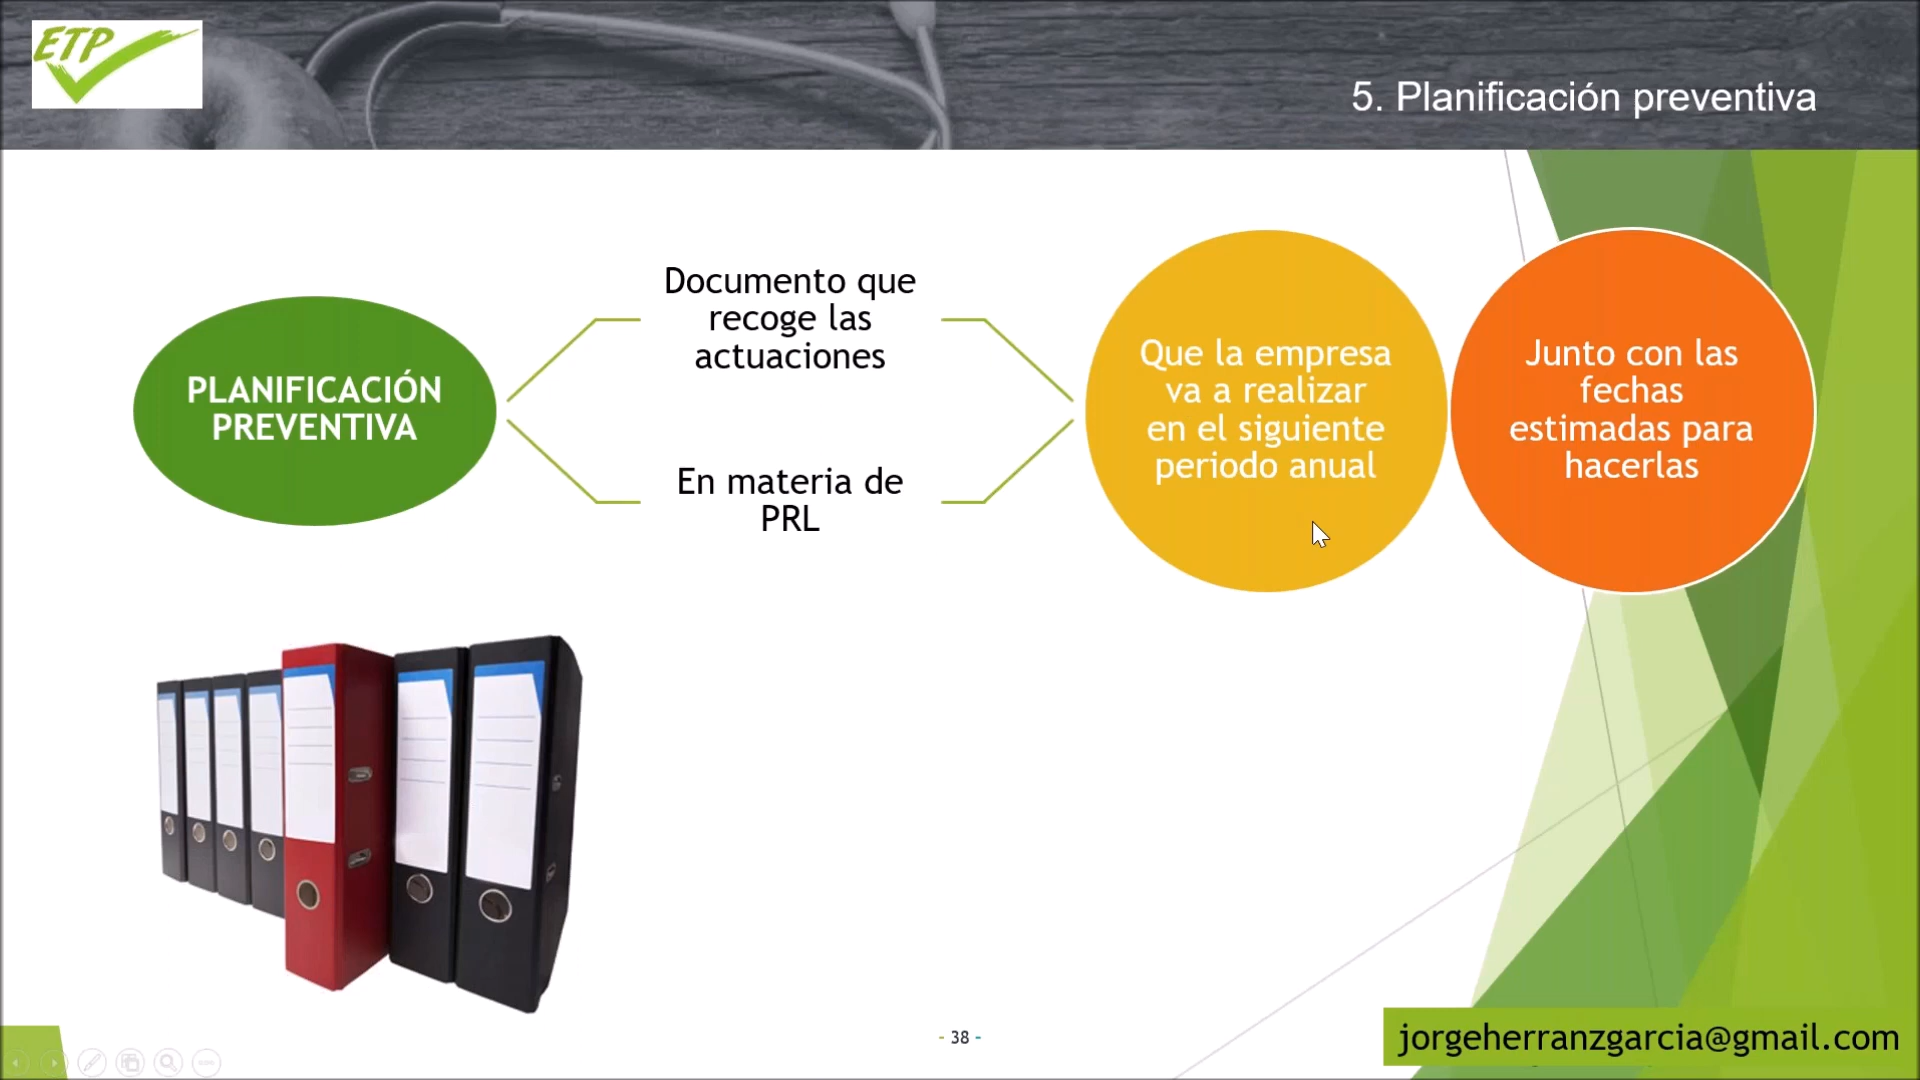 ETP
5. Planificación preventiva
PLANIFICACIÓN
PREVENTIVA
Documento que
recoge las
actuaciones
En materia de
PRL
Que la empresa
va a realizar
en el siguiente
periodo anual
Junto con las
fechas
estimadas para
hacerlas
- 38 -
jorgeherranzgarcia@gmail.com